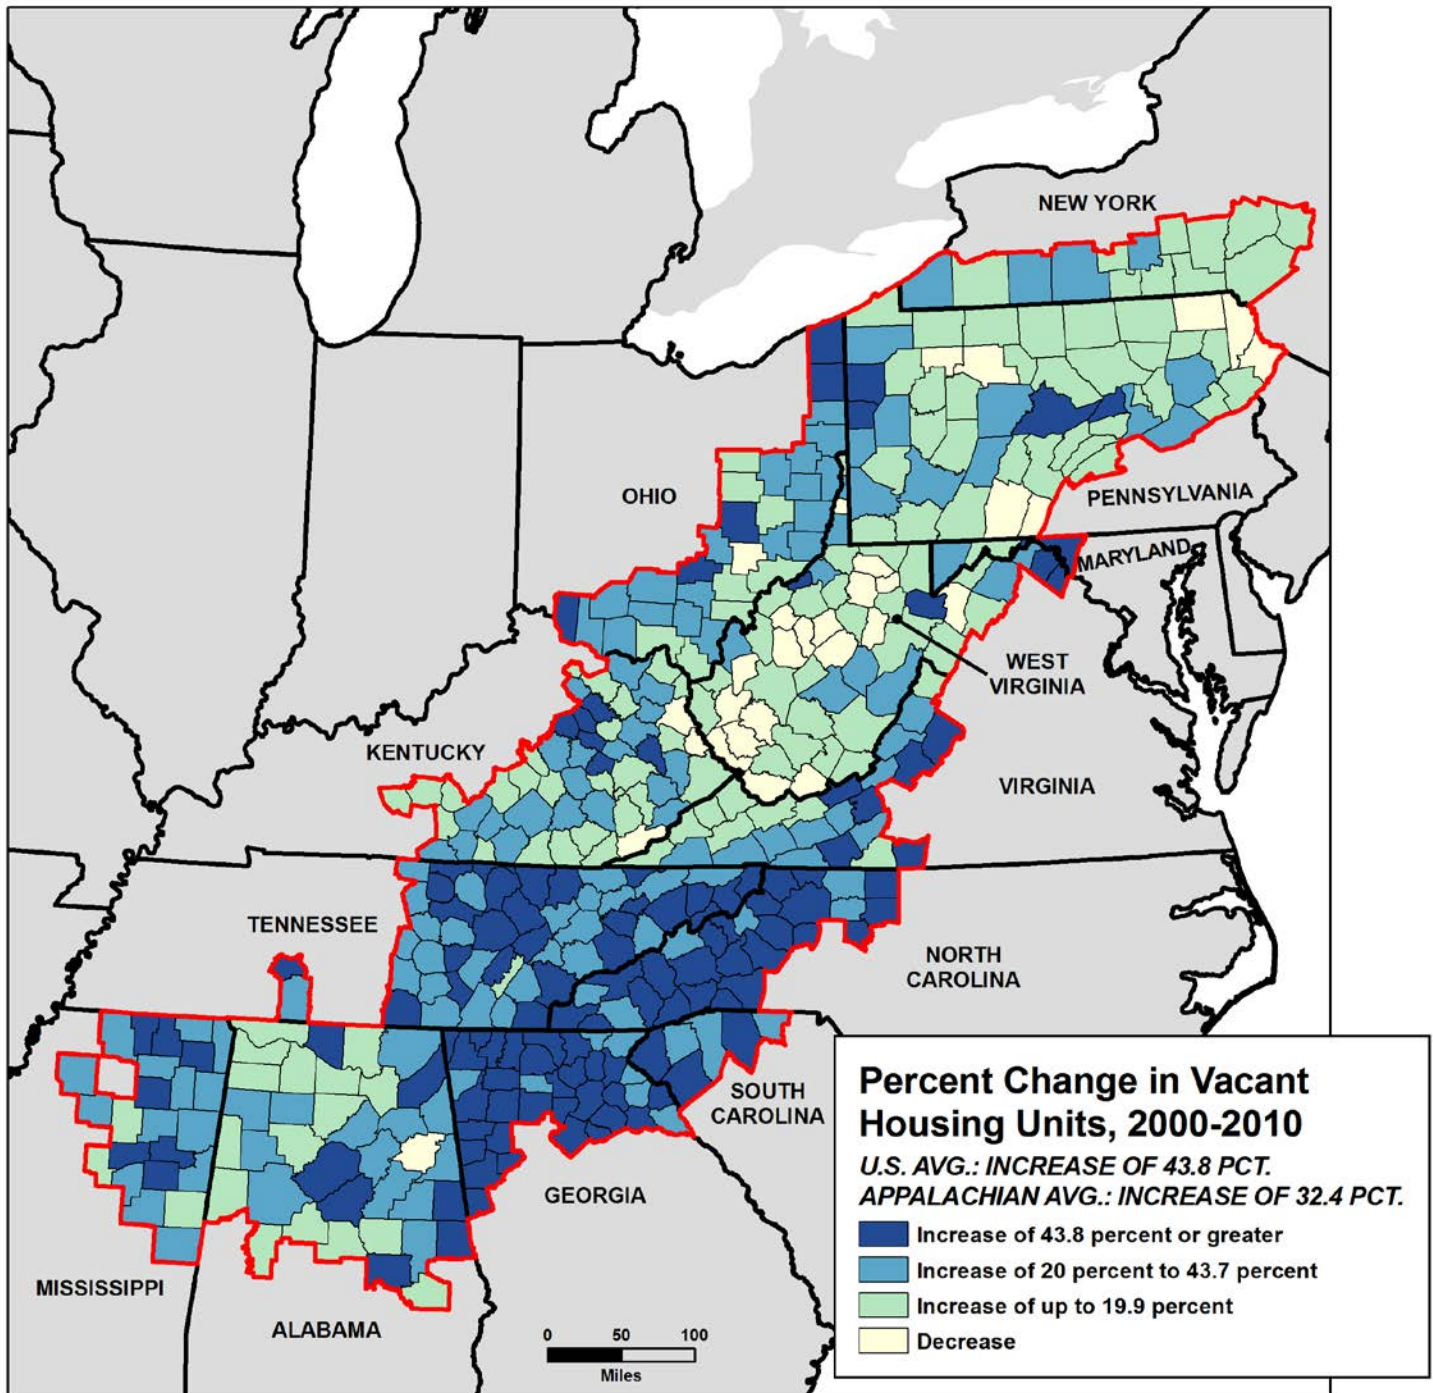 NEW YORK
OHIO
PENNSYLVANIA
MARYLAND
WEST
VIRGINIA
KENTUCKY
VIRGINIA
TENNESSEE
NORTH
CAROLINA
SOUTH
CAROLINA
GEORGIA
MISSISSIPPI
ALABAMA
0 50 100
Miles
Percent Change in Vacant
Housing Units, 2000-2010
U.S. AVG.: INCREASE OF 43.8 PCT.
APPALACHIAN AVG.: INCREASE OF 32.4 PCT.
Increase of 43.8 percent or greater
Increase of 20 percent to 43.7 percent
Increase of up to 19.9 percent
Decrease